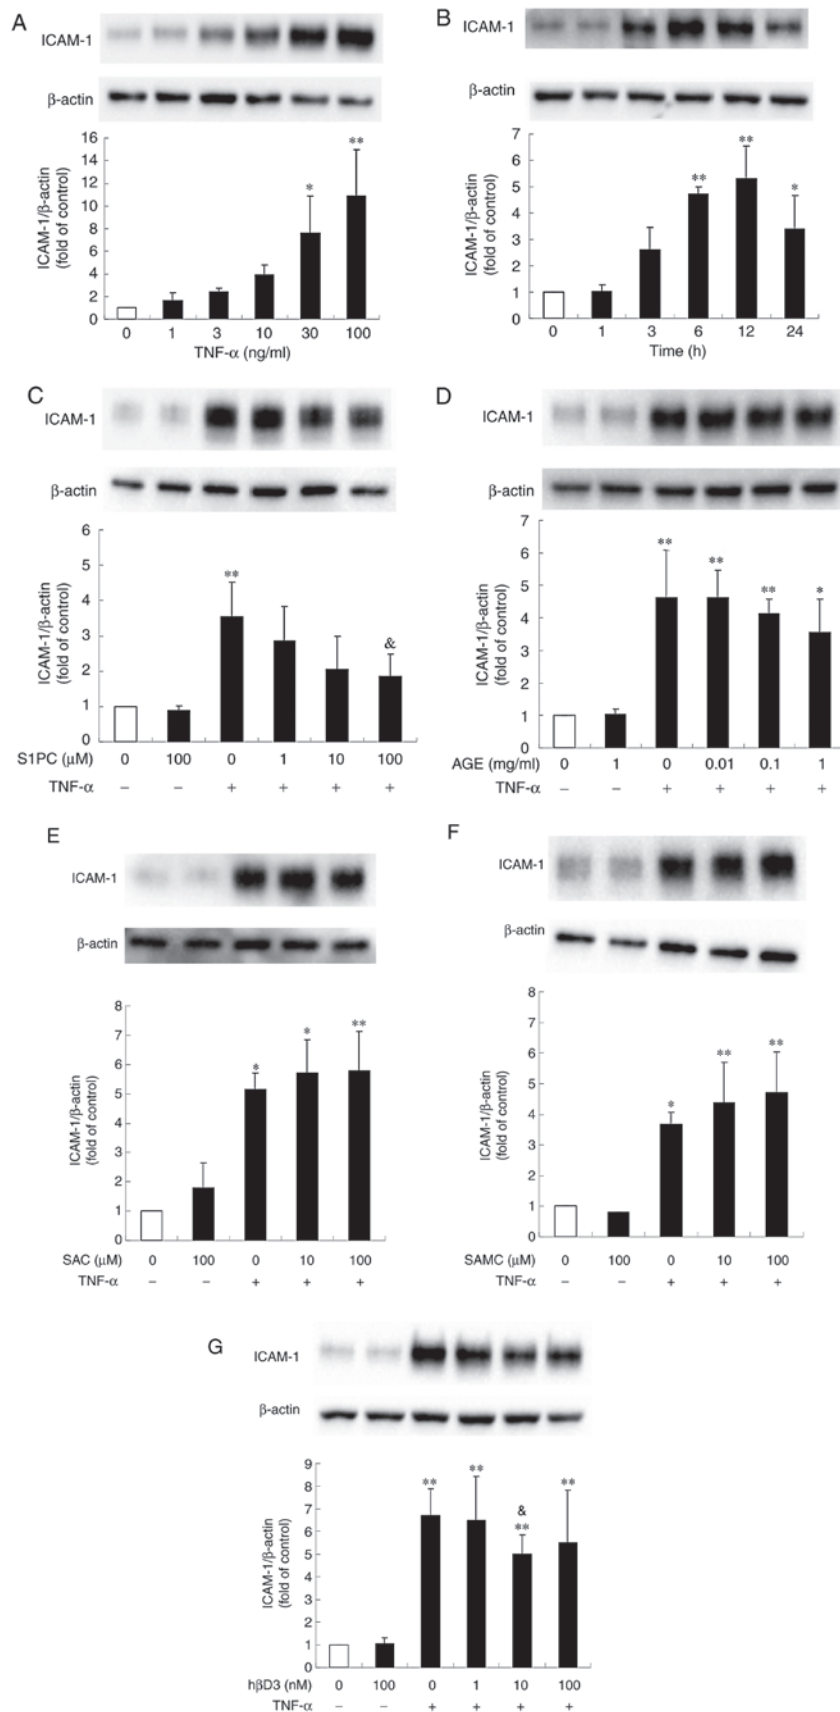 A
ICAM-1
β-actin
ICAM-1/β-actin
(fold of control)
16
14
12
10
8
6
4
2
0
*
**
0 1 3 10 30 100
TNF-α (ng/ml)
B
ICAM-1
β-actin
ICAM-1/β-actin
(fold of control)
7
6
5
4
3
2
1
0
**
**
*
0 1 3 6 12 24
Time (h)
C
ICAM-1
β-actin
ICAM-1/β-actin
(fold of control)
6
5
4
3
2
1
0
**
&
S1PC (μM) 0 100 0 1 10 100
TNF-α − − + + + +
D
ICAM-1
β-actin
ICAM-1/β-actin
(fold of control)
7
6
5
4
3
2
1
0
**
**
**
*
AGE (mg/ml) 0 1 0 0.01 0.1 1
TNF-α − − + + + +
E
ICAM-1
β-actin
ICAM-1/β-actin
(fold of control)
8
7
6
5
4
3
2
1
0
*
*
**
SAC (μM) 0 100 0 10 100
TNF-α − − + + +
F
ICAM-1
β-actin
ICAM-1/β-actin
(fold of control)
8
7
6
5
4
3
2
1
0
*
**
**
SAMC (μM) 0 100 0 10 100
TNF-α − − + + +
G
ICAM-1
β-actin
ICAM-1/β-actin
(fold of control)
9
8
7
6
5
4
3
2
1
0
**
**
&
**
**
hβD3 (nM) 0 100 0 1 10 100
TNF-α − − + + + +